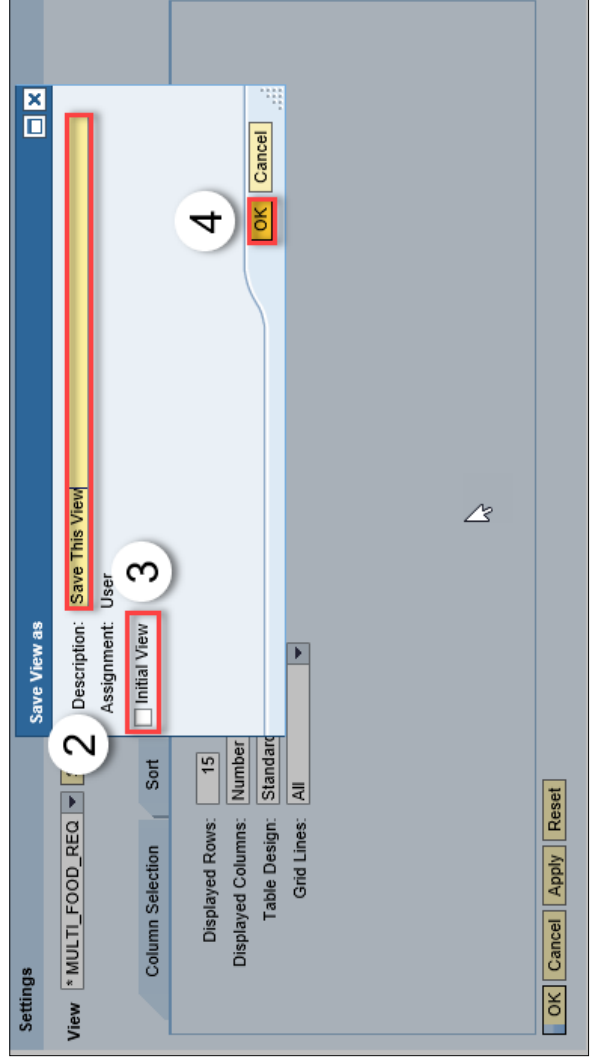 Settings
View * MULTI_FOOD_REQ
Column Selection Sort
Displayed Rows: 15
Displayed Columns: Number
Table Design: Standard
Grid Lines: All
OK Cancel Apply Reset
Save View as
2
Description: Save This View
Assignment: User
3
Initial View
4
OK Cancel